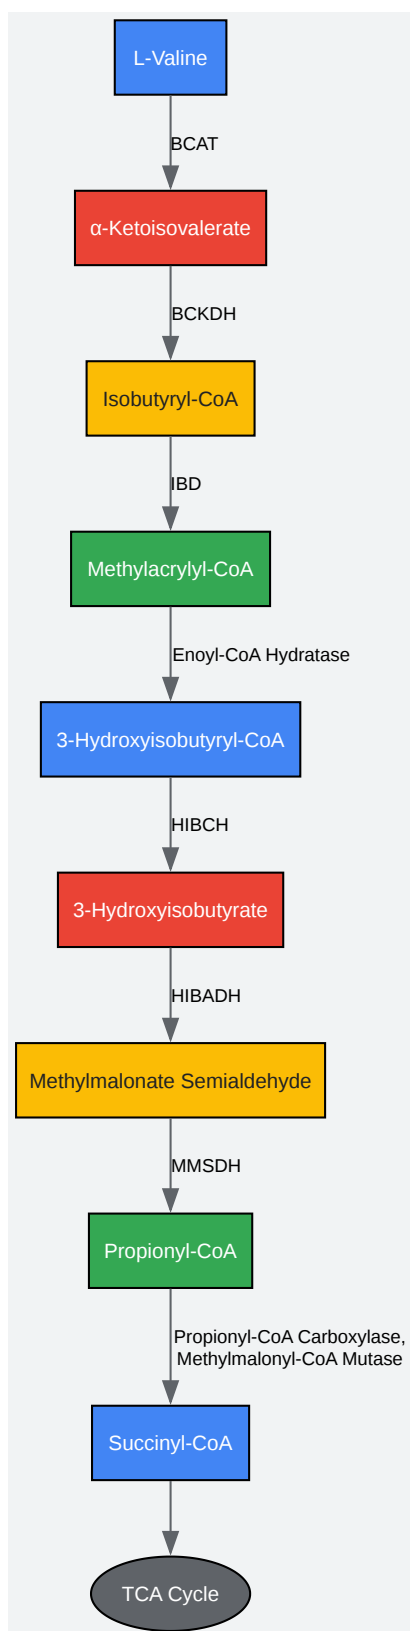 L-Valine
BCAT
α-Ketoisovalerate
BCKDH
Isobutyryl-CoA
IBD
Methylacrylyl-CoA
Enoyl-CoA Hydratase
3-Hydroxyisobutyryl-CoA
HIBCH
3-Hydroxyisobutyrate
HIBADH
Methylmalonate Semialdehyde
MMSDH
Propionyl-CoA
Propionyl-CoA Carboxylase,
Methylmalonyl-CoA Mutase
Succinyl-CoA
TCA Cycle